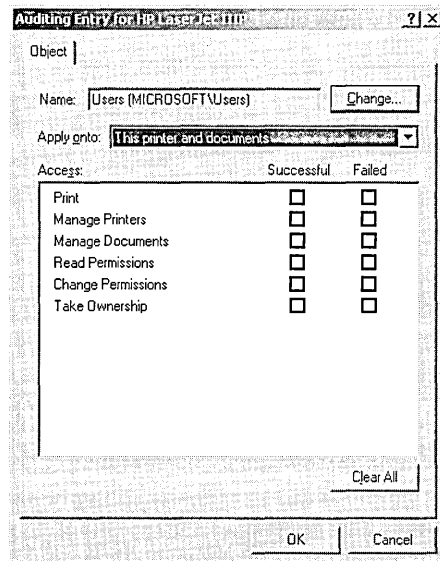 Auditing Entry for HP LaserJet IIIP ? ×
Object
Name: Users (MICROSOFT\Users) Change...
Apply onto: This printer and documents
Access: Successful Failed
Print
Manage Printers
Manage Documents
Read Permissions
Change Permissions
Take Ownership
Clear All
OK Cancel